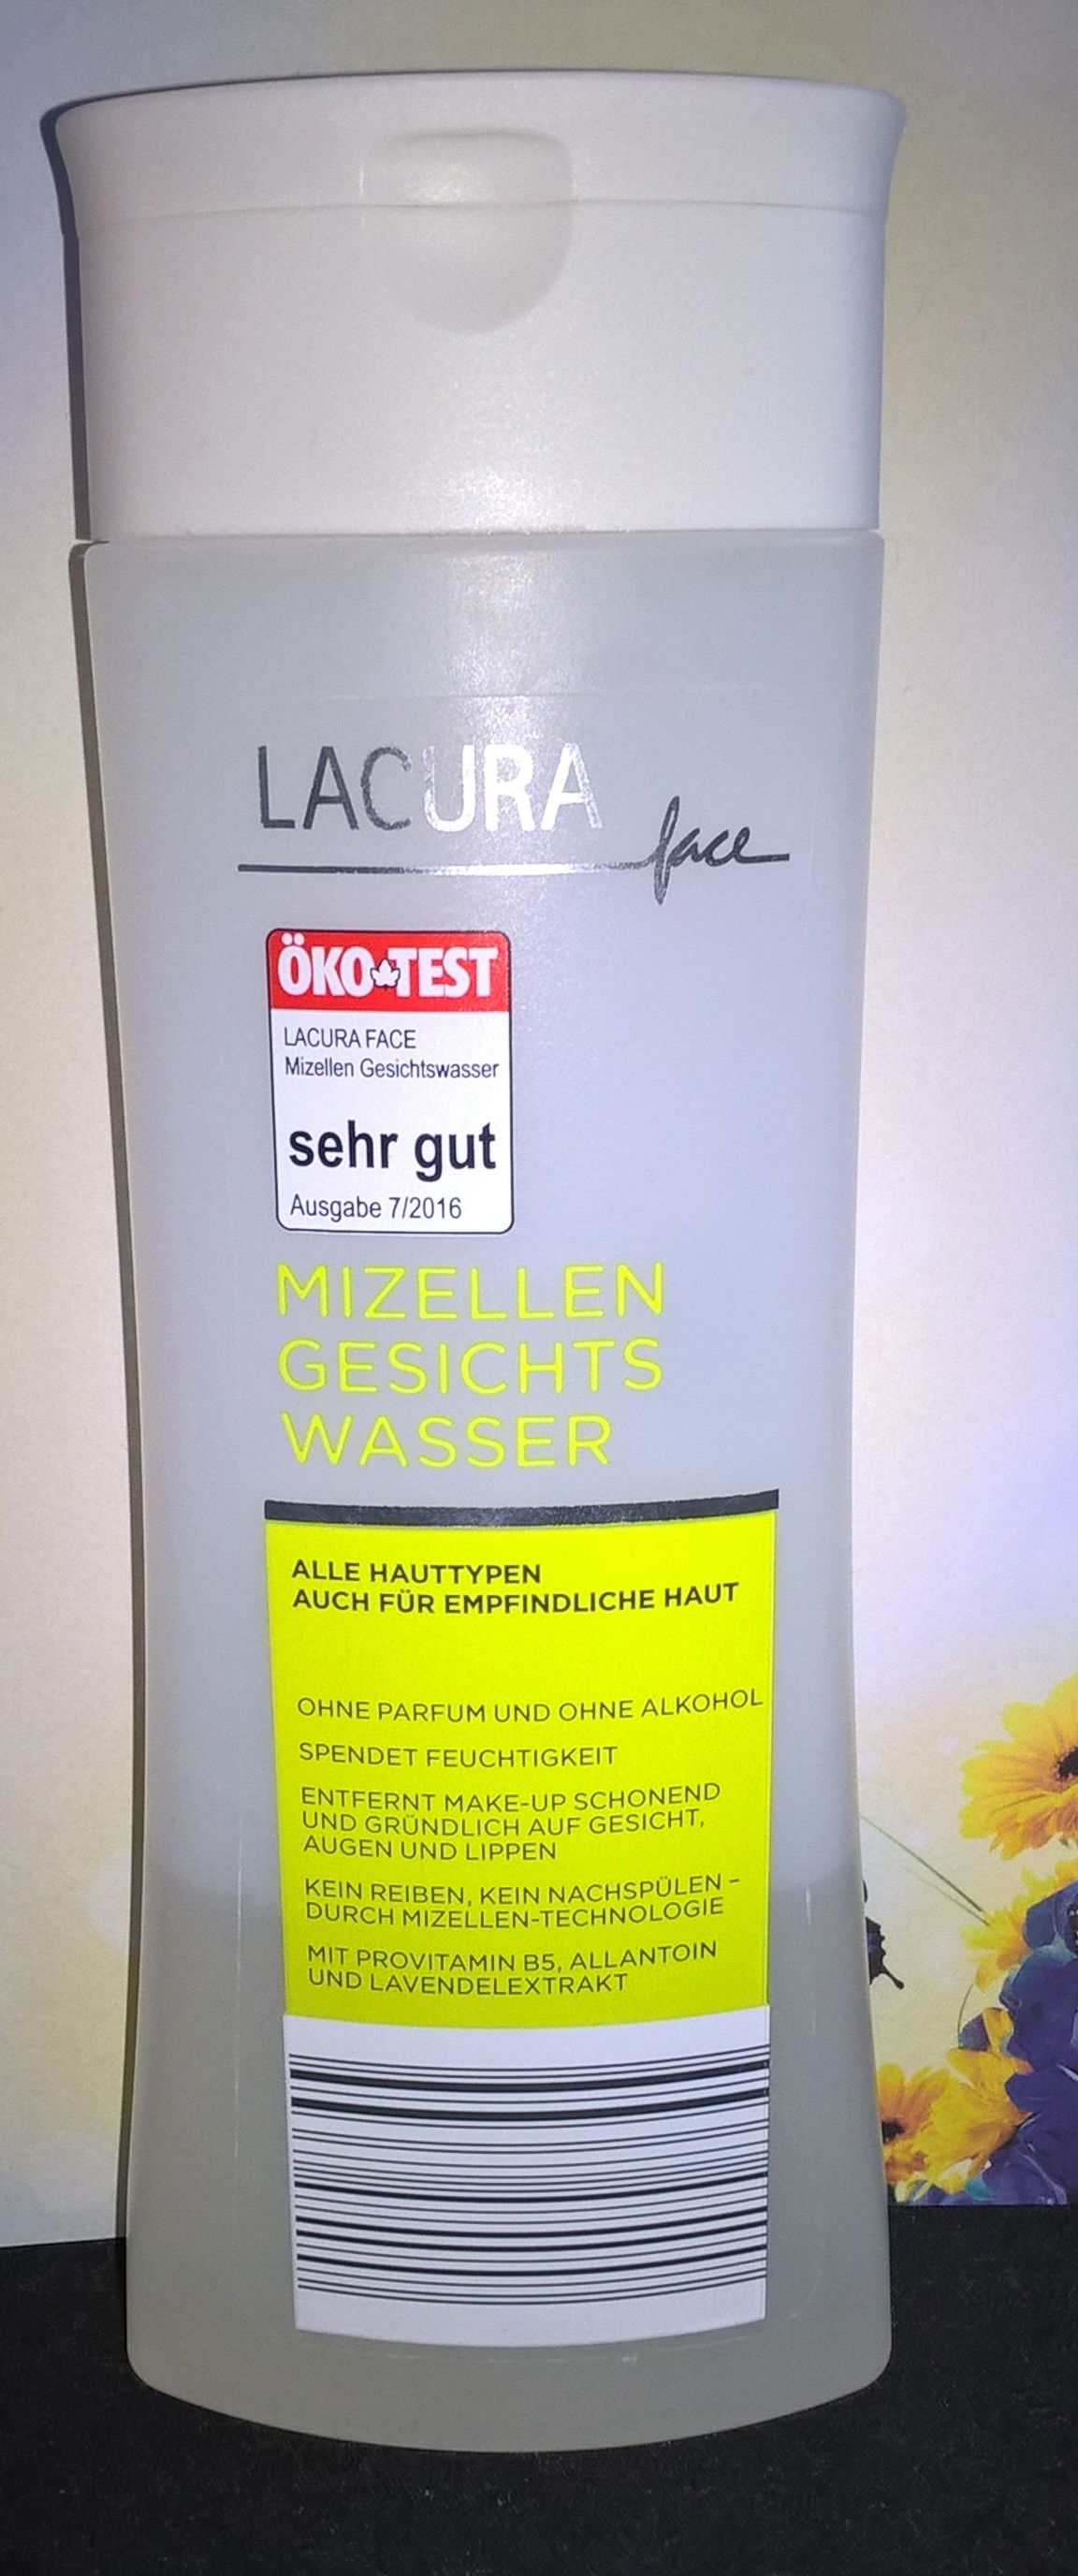 LACURA
face
ÖKO TEST
LACURA FACE
Mizellen Gesichtswasser
sehr gut
Ausgabe 7/2016
MIZELLEN
GESICHTS
WASSER
ALLE HAUTTYPEN
AUCH FÜR EMPFINDLICHE HAUT
OHNE PARFUM UND OHNE ALKOHOL
SPENDET FEUCHTIGKEIT
ENTFERNT MAKE-UP SCHONEND
UND GRÜNDLICH AUF GESICHT,
AUGEN UND LIPPEN
KEIN REIBEN, KEIN NACHSPÜLEN –
DURCH MIZELLEN-TECHNOLOGIE
MIT PROVITAMIN B5, ALLANTOIN
UND LAVENDELEXTRAKT